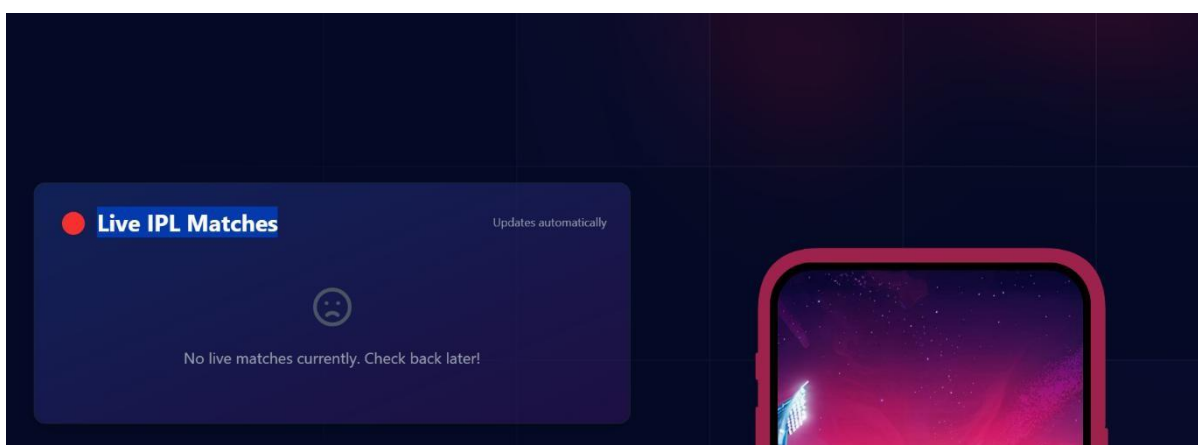 Live IPL Matches
Updates automatically
No live matches currently. Check back later!